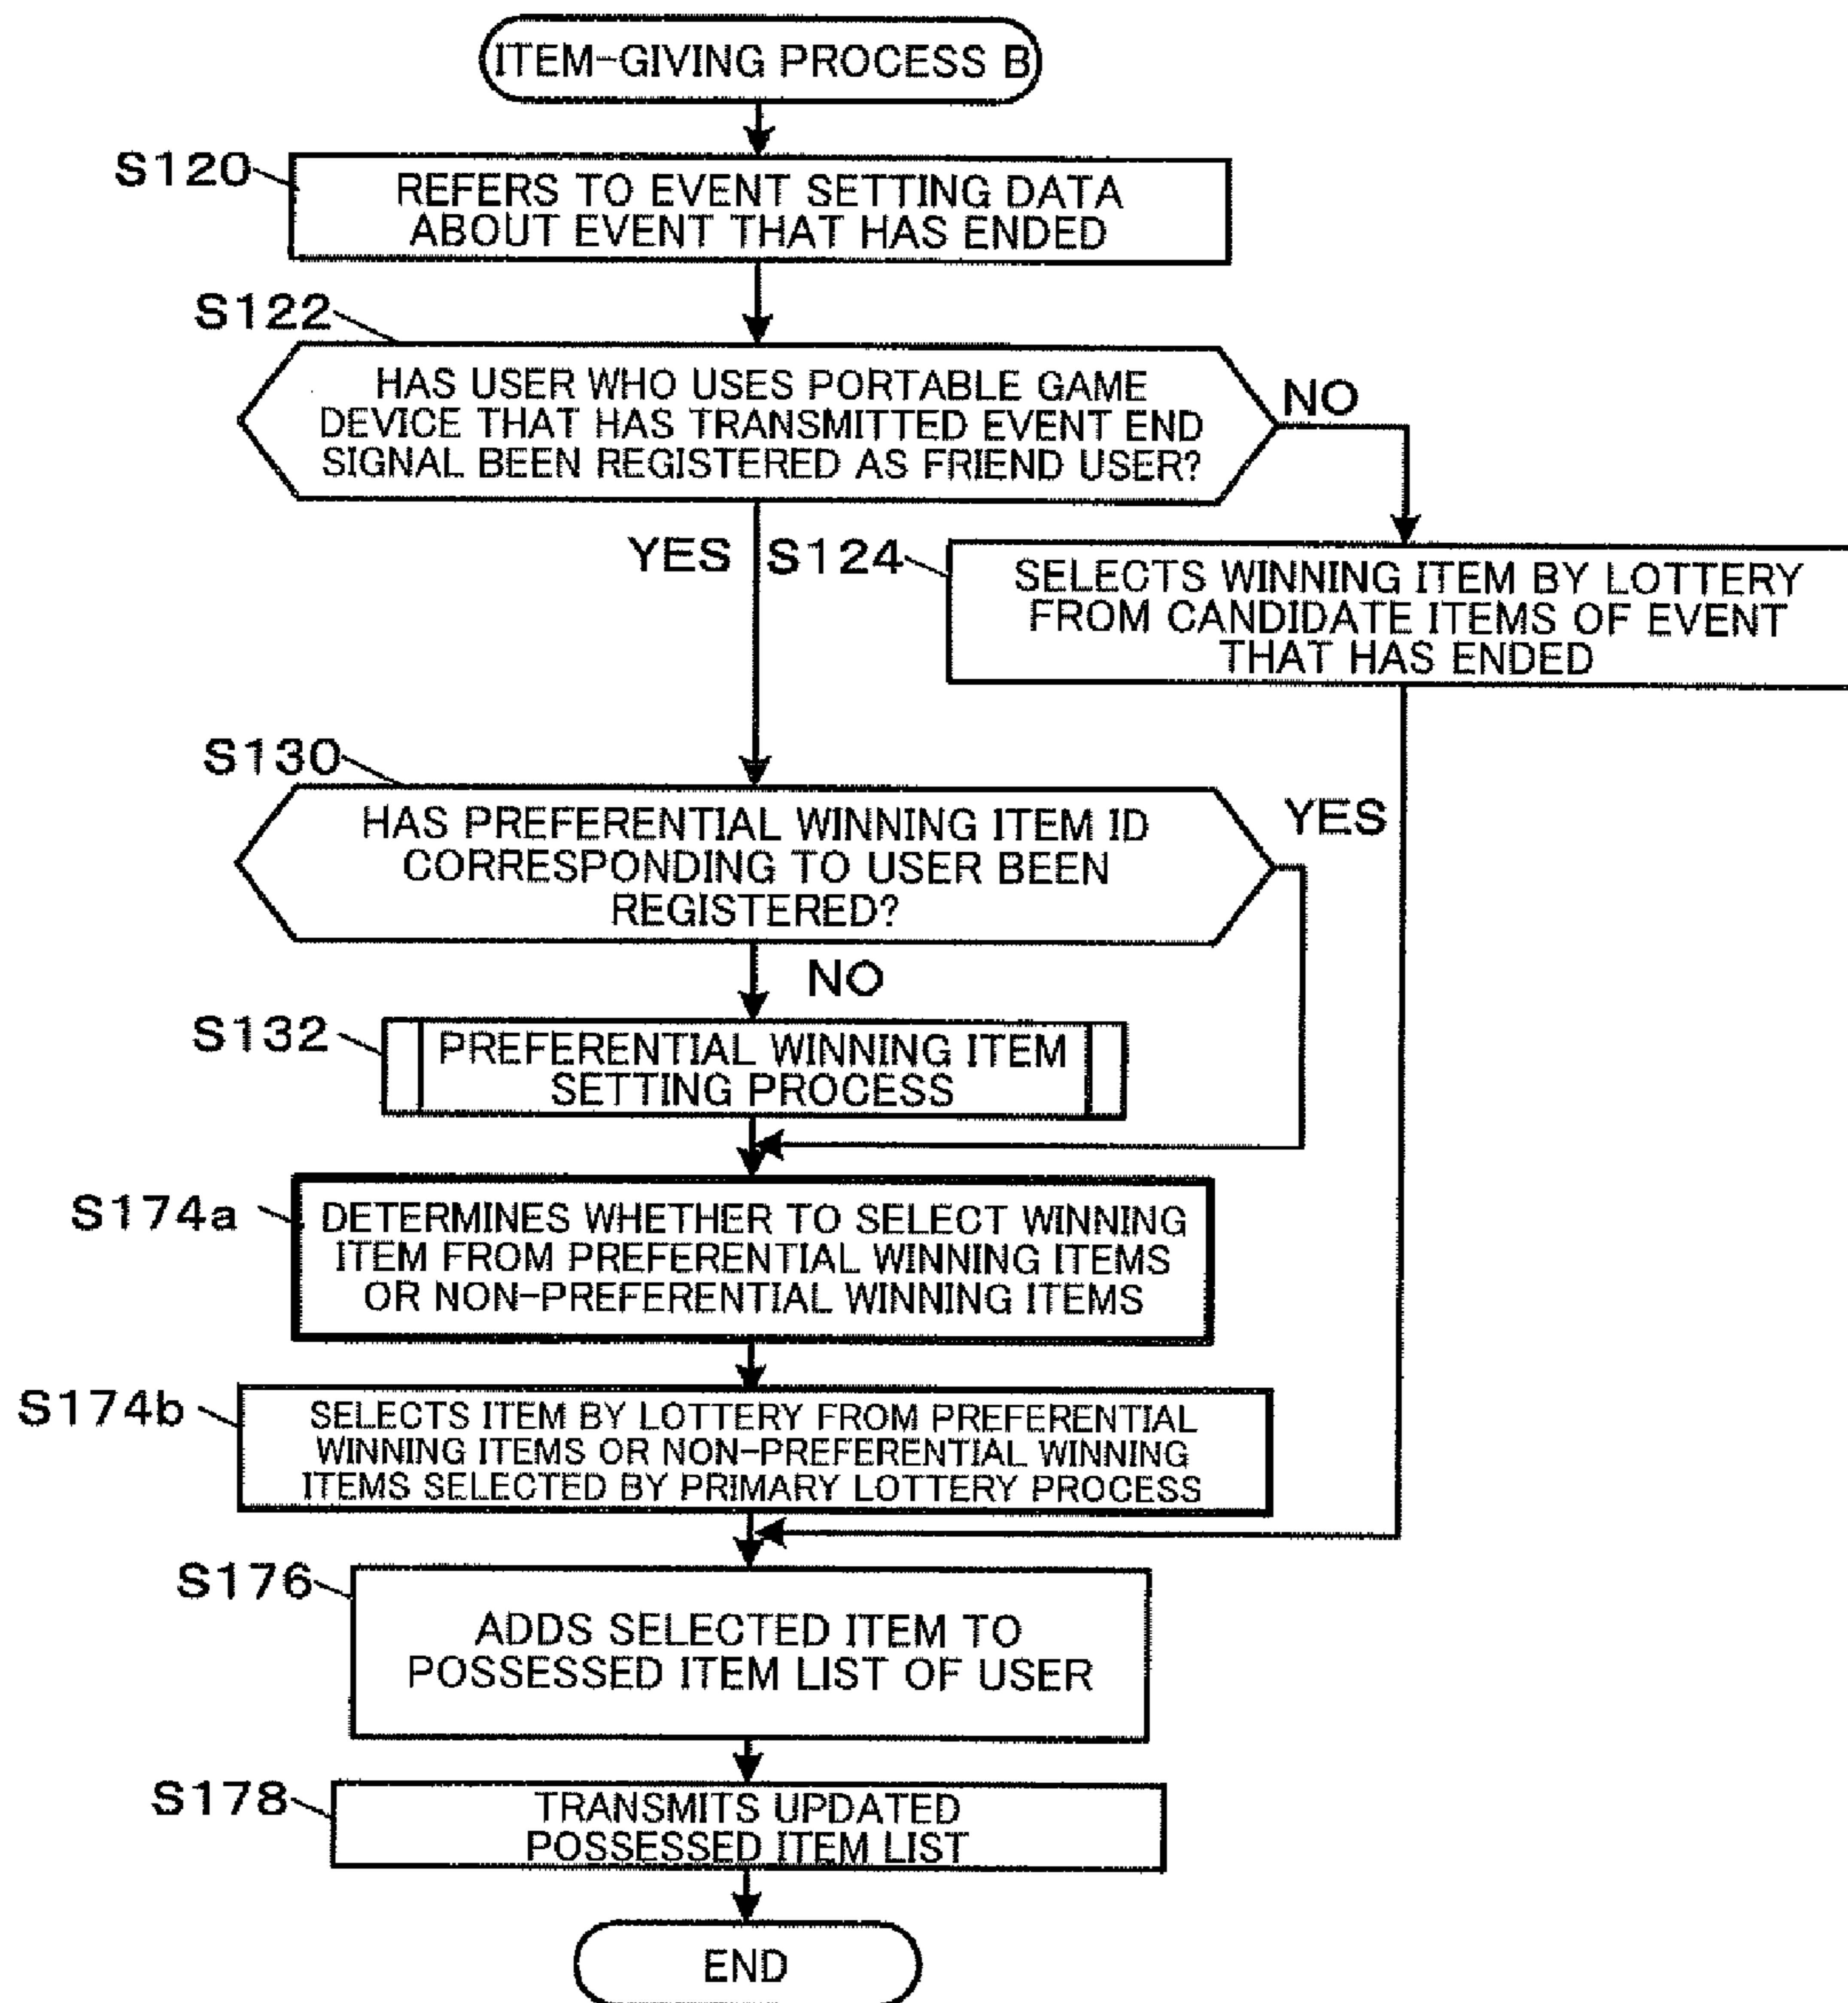 ITEM-GIVING PROCESS B
S120
REFERS TO EVENT SETTING DATA
ABOUT EVENT THAT HAS ENDED
S122
HAS USER WHO USES PORTABLE GAME
DEVICE THAT HAS TRANSMITTED EVENT END
SIGNAL BEEN REGISTERED AS FRIEND USER?
NO
YES
S124
SELECTS WINNING ITEM BY LOTTERY
FROM CANDIDATE ITEMS OF EVENT
THAT HAS ENDED
S130
HAS PREFERENTIAL WINNING ITEM ID
CORRESPONDING TO USER BEEN
REGISTERED?
YES
NO
S132
PREFERENTIAL WINNING ITEM
SETTING PROCESS
S174a
DETERMINES WHETHER TO SELECT WINNING
ITEM FROM PREFERENTIAL WINNING ITEMS
OR NON-PREFERENTIAL WINNING ITEMS
S174b
SELECTS ITEM BY LOTTERY FROM PREFERENTIAL
WINNING ITEMS OR NON-PREFERENTIAL WINNING
ITEMS SELECTED BY PRIMARY LOTTERY PROCESS
S176
ADDS SELECTED ITEM TO
POSSESSED ITEM LIST OF USER
S178
TRANSMITS UPDATED
POSSESSED ITEM LIST
END